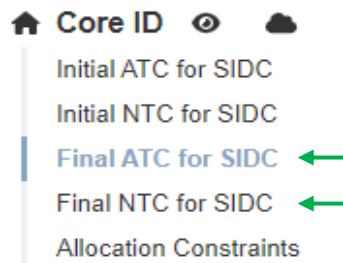 Core ID
Initial ATC for SIDC
Initial NTC for SIDC
Final ATC for SIDC
Final NTC for SIDC
Allocation Constraints